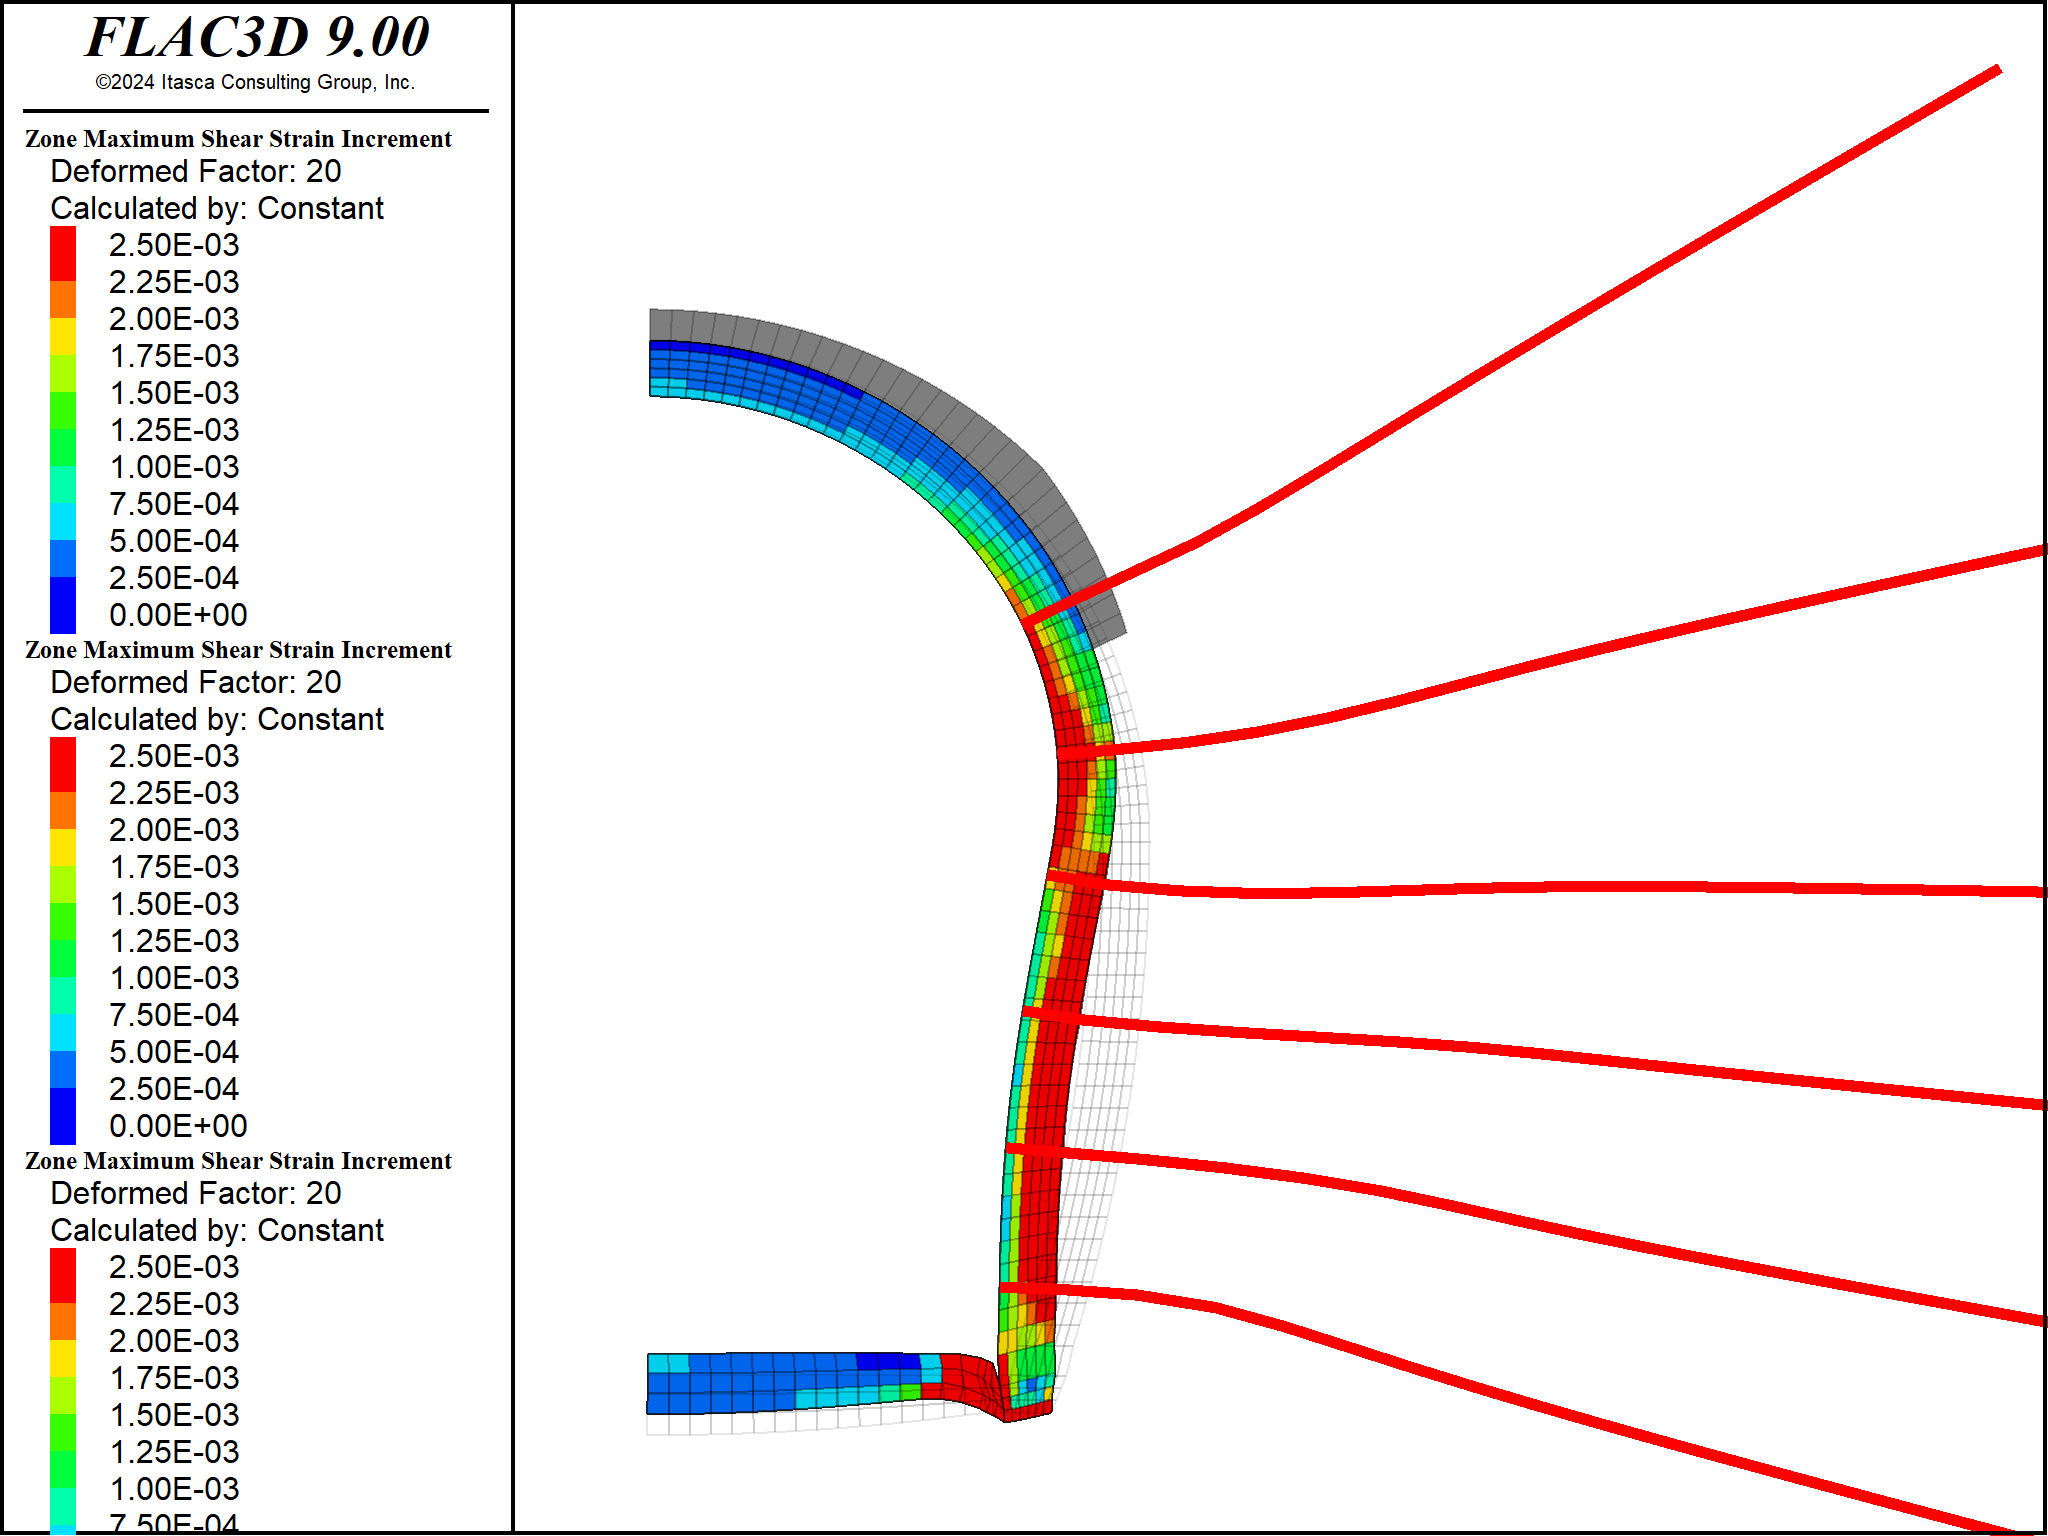 FLAC3D 9.00
©2024 Itasca Consulting Group, Inc.
Zone Maximum Shear Strain Increment
Deformed Factor: 20
Calculated by: Constant
2.50E-03
2.25E-03
2.00E-03
1.75E-03
1.50E-03
1.25E-03
1.00E-03
7.50E-04
5.00E-04
2.50E-04
0.00E+00
Zone Maximum Shear Strain Increment
Deformed Factor: 20
Calculated by: Constant
2.50E-03
2.25E-03
2.00E-03
1.75E-03
1.50E-03
1.25E-03
1.00E-03
7.50E-04
5.00E-04
2.50E-04
0.00E+00
Zone Maximum Shear Strain Increment
Deformed Factor: 20
Calculated by: Constant
2.50E-03
2.25E-03
2.00E-03
1.75E-03
1.50E-03
1.25E-03
1.00E-03
7.50E-04